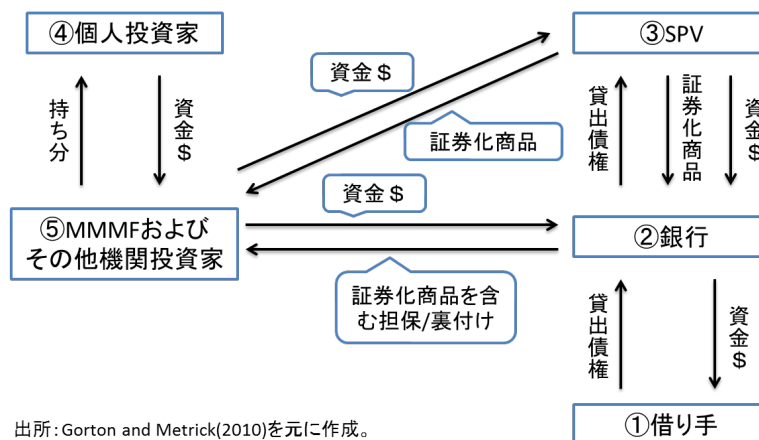 ④個人投資家
③SPV
資金$
証券化商品
持ち分
資金$
貸出債権
証券化商品
資金$
資金$
⑤MMMFおよび
その他機関投資家
②銀行
証券化商品を含
む担保/裏付け
貸出債権
資金$
①借り手
出所:Gorton and Metrick(2010)を元に作成。